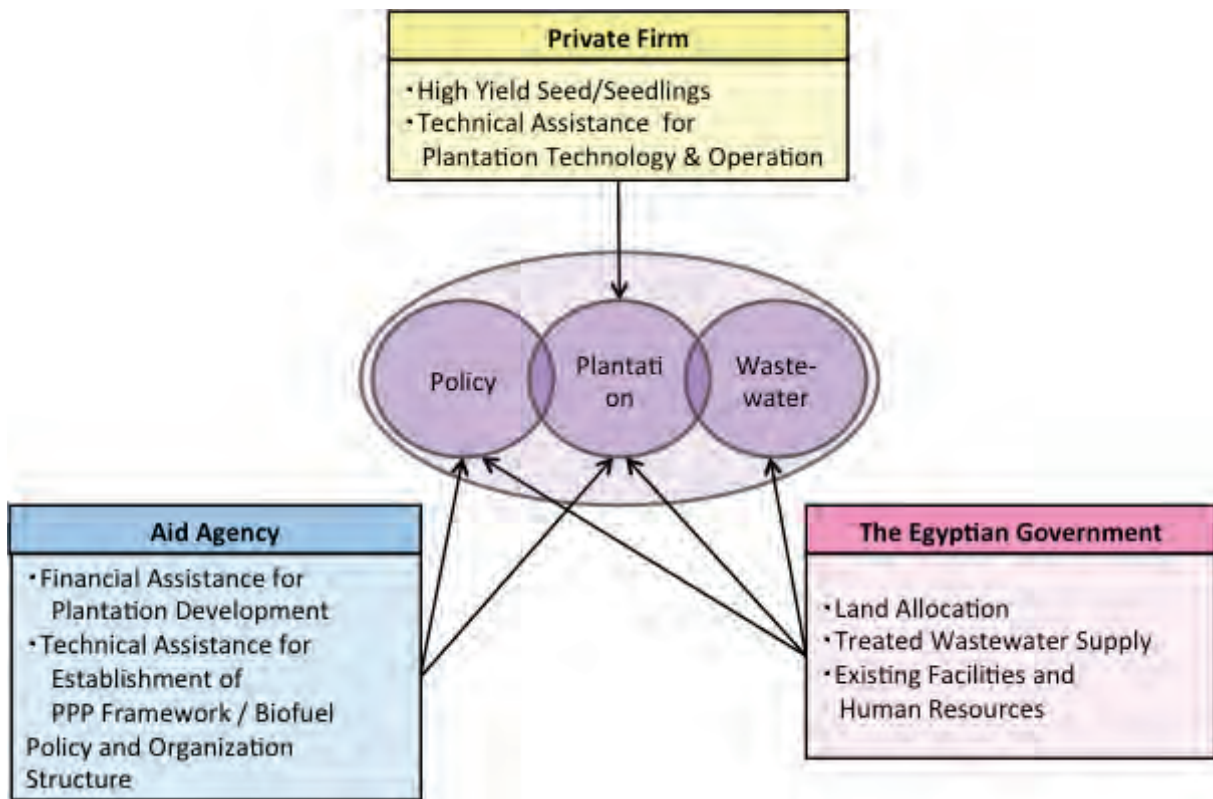 Private Firm
・High Yield Seed/Seedlings
・Technical Assistance for
Plantation Technology & Operation
Policy
Plantati
on
Waste-
water
Aid Agency
・Financial Assistance for
Plantation Development
・Technical Assistance for
Establishment of
PPP Framework / Biofuel
Policy and Organization
Structure
The Egyptian Government
・Land Allocation
・Treated Wastewater Supply
・Existing Facilities and
Human Resources